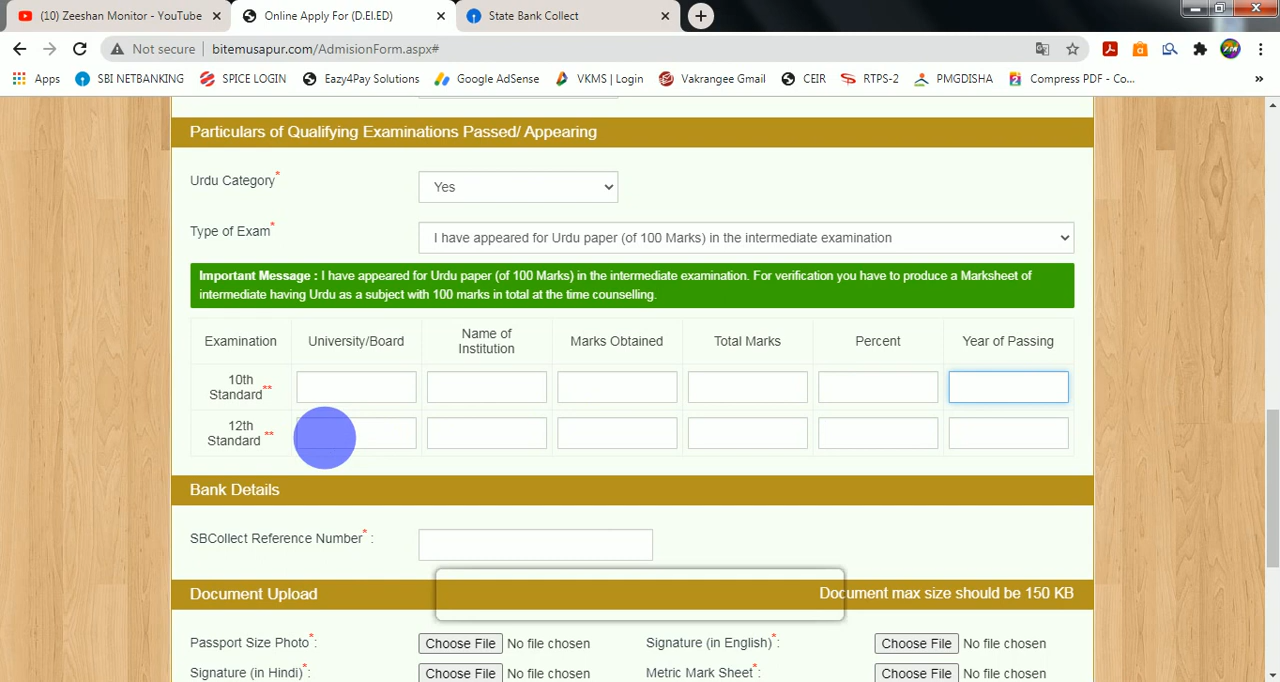 (10) Zeeshan Monitor - YouTube
Online Apply For (D.El.ED)
State Bank Collect
Not secure
bitemusapur.com/AdmisionForm.aspx#
Apps
SBI NETBANKING
SPICE LOGIN
Eazy4Pay Solutions
Google AdSense
VKMS | Login
Vakrangee Gmail
CEIR
RTPS-2
PMGDISHA
Compress PDF - Co...
»
Particulars of Qualifying Examinations Passed/ Appearing
Urdu Category*
Yes
Type of Exam*
I have appeared for Urdu paper (of 100 Marks) in the intermediate examination
Important Message : I have appeared for Urdu paper (of 100 Marks) in the intermediate examination. For verification you have to produce a Marksheet of
intermediate having Urdu as a subject with 100 marks in total at the time counselling.
Examination
University/Board
Name of
Institution
Marks Obtained
Total Marks
Percent
Year of Passing
10th
Standard**
12th
Standard **
Bank Details
SBCollect Reference Number* :
Document Upload
Document max size should be 150 KB
Passport Size Photo*:
Choose File No file chosen
Signature (in English)*:
Choose File No file chosen
Signature (in Hindi)*:
Choose File No file chosen
Metric Mark Sheet*:
Choose File No file chosen